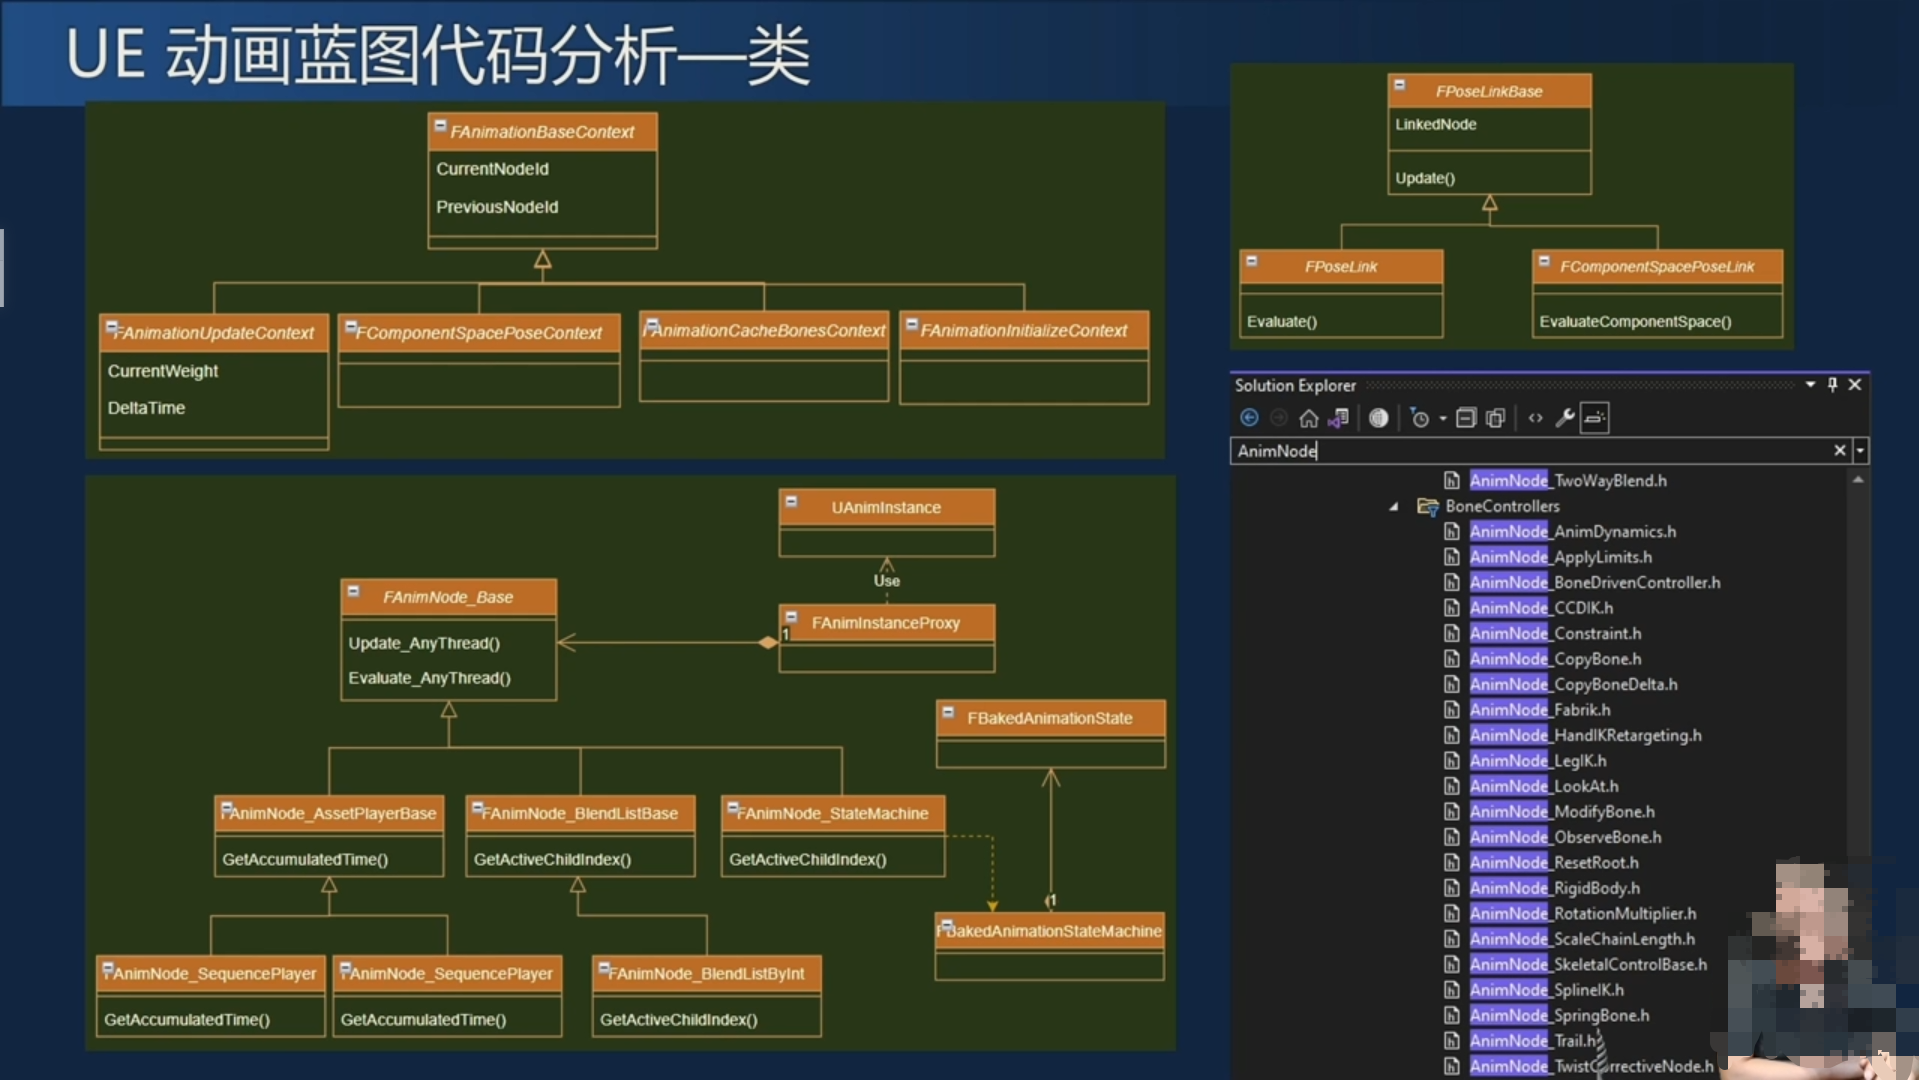 UE 动画蓝图代码分析—类
FAnimationBaseContext
CurrentNodeId
PreviousNodeId
FAnimationUpdateContext
CurrentWeight
DeltaTime
FComponentSpacePoseContext
FAnimationCacheBonesContext
FAnimationInitializeContext
FPoseLinkBase
LinkedNode
Update()
FPoseLink
Evaluate()
FComponentSpacePoseLink
EvaluateComponentSpace()
UAnimInstance
Use
FAnimInstanceProxy
1
FAnimNode_Base
Update_AnyThread()
Evaluate_AnyThread()
FBakedAnimationState
FAnimNode_AssetPlayerBase
GetAccumulatedTime()
FAnimNode_BlendListBase
GetActiveChildIndex()
FAnimNode_StateMachine
GetActiveChildIndex()
1
FBakedAnimationStateMachine
FAnimNode_SequencePlayer
GetAccumulatedTime()
FAnimNode_SequencePlayer
GetAccumulatedTime()
FAnimNode_BlendListByInt
GetActiveChildIndex()
Solution Explorer
AnimNode
AnimNode_TwoWayBlend.h
BoneControllers
AnimNode_AnimDynamics.h
AnimNode_ApplyLimits.h
AnimNode_BoneDrivenController.h
AnimNode_CCDIK.h
AnimNode_Constraint.h
AnimNode_CopyBone.h
AnimNode_CopyBoneDelta.h
AnimNode_Fabrik.h
AnimNode_HandIKRetargeting.h
AnimNode_LegIK.h
AnimNode_LookAt.h
AnimNode_ModifyBone.h
AnimNode_ObserveBone.h
AnimNode_ResetRoot.h
AnimNode_RigidBody.h
AnimNode_RotationMultiplier.h
AnimNode_ScaleChainLength.h
AnimNode_SkeletalControlBase.h
AnimNode_SplineIK.h
AnimNode_SpringBone.h
AnimNode_Trail.h
AnimNode_TwistCorrectiveNode.h